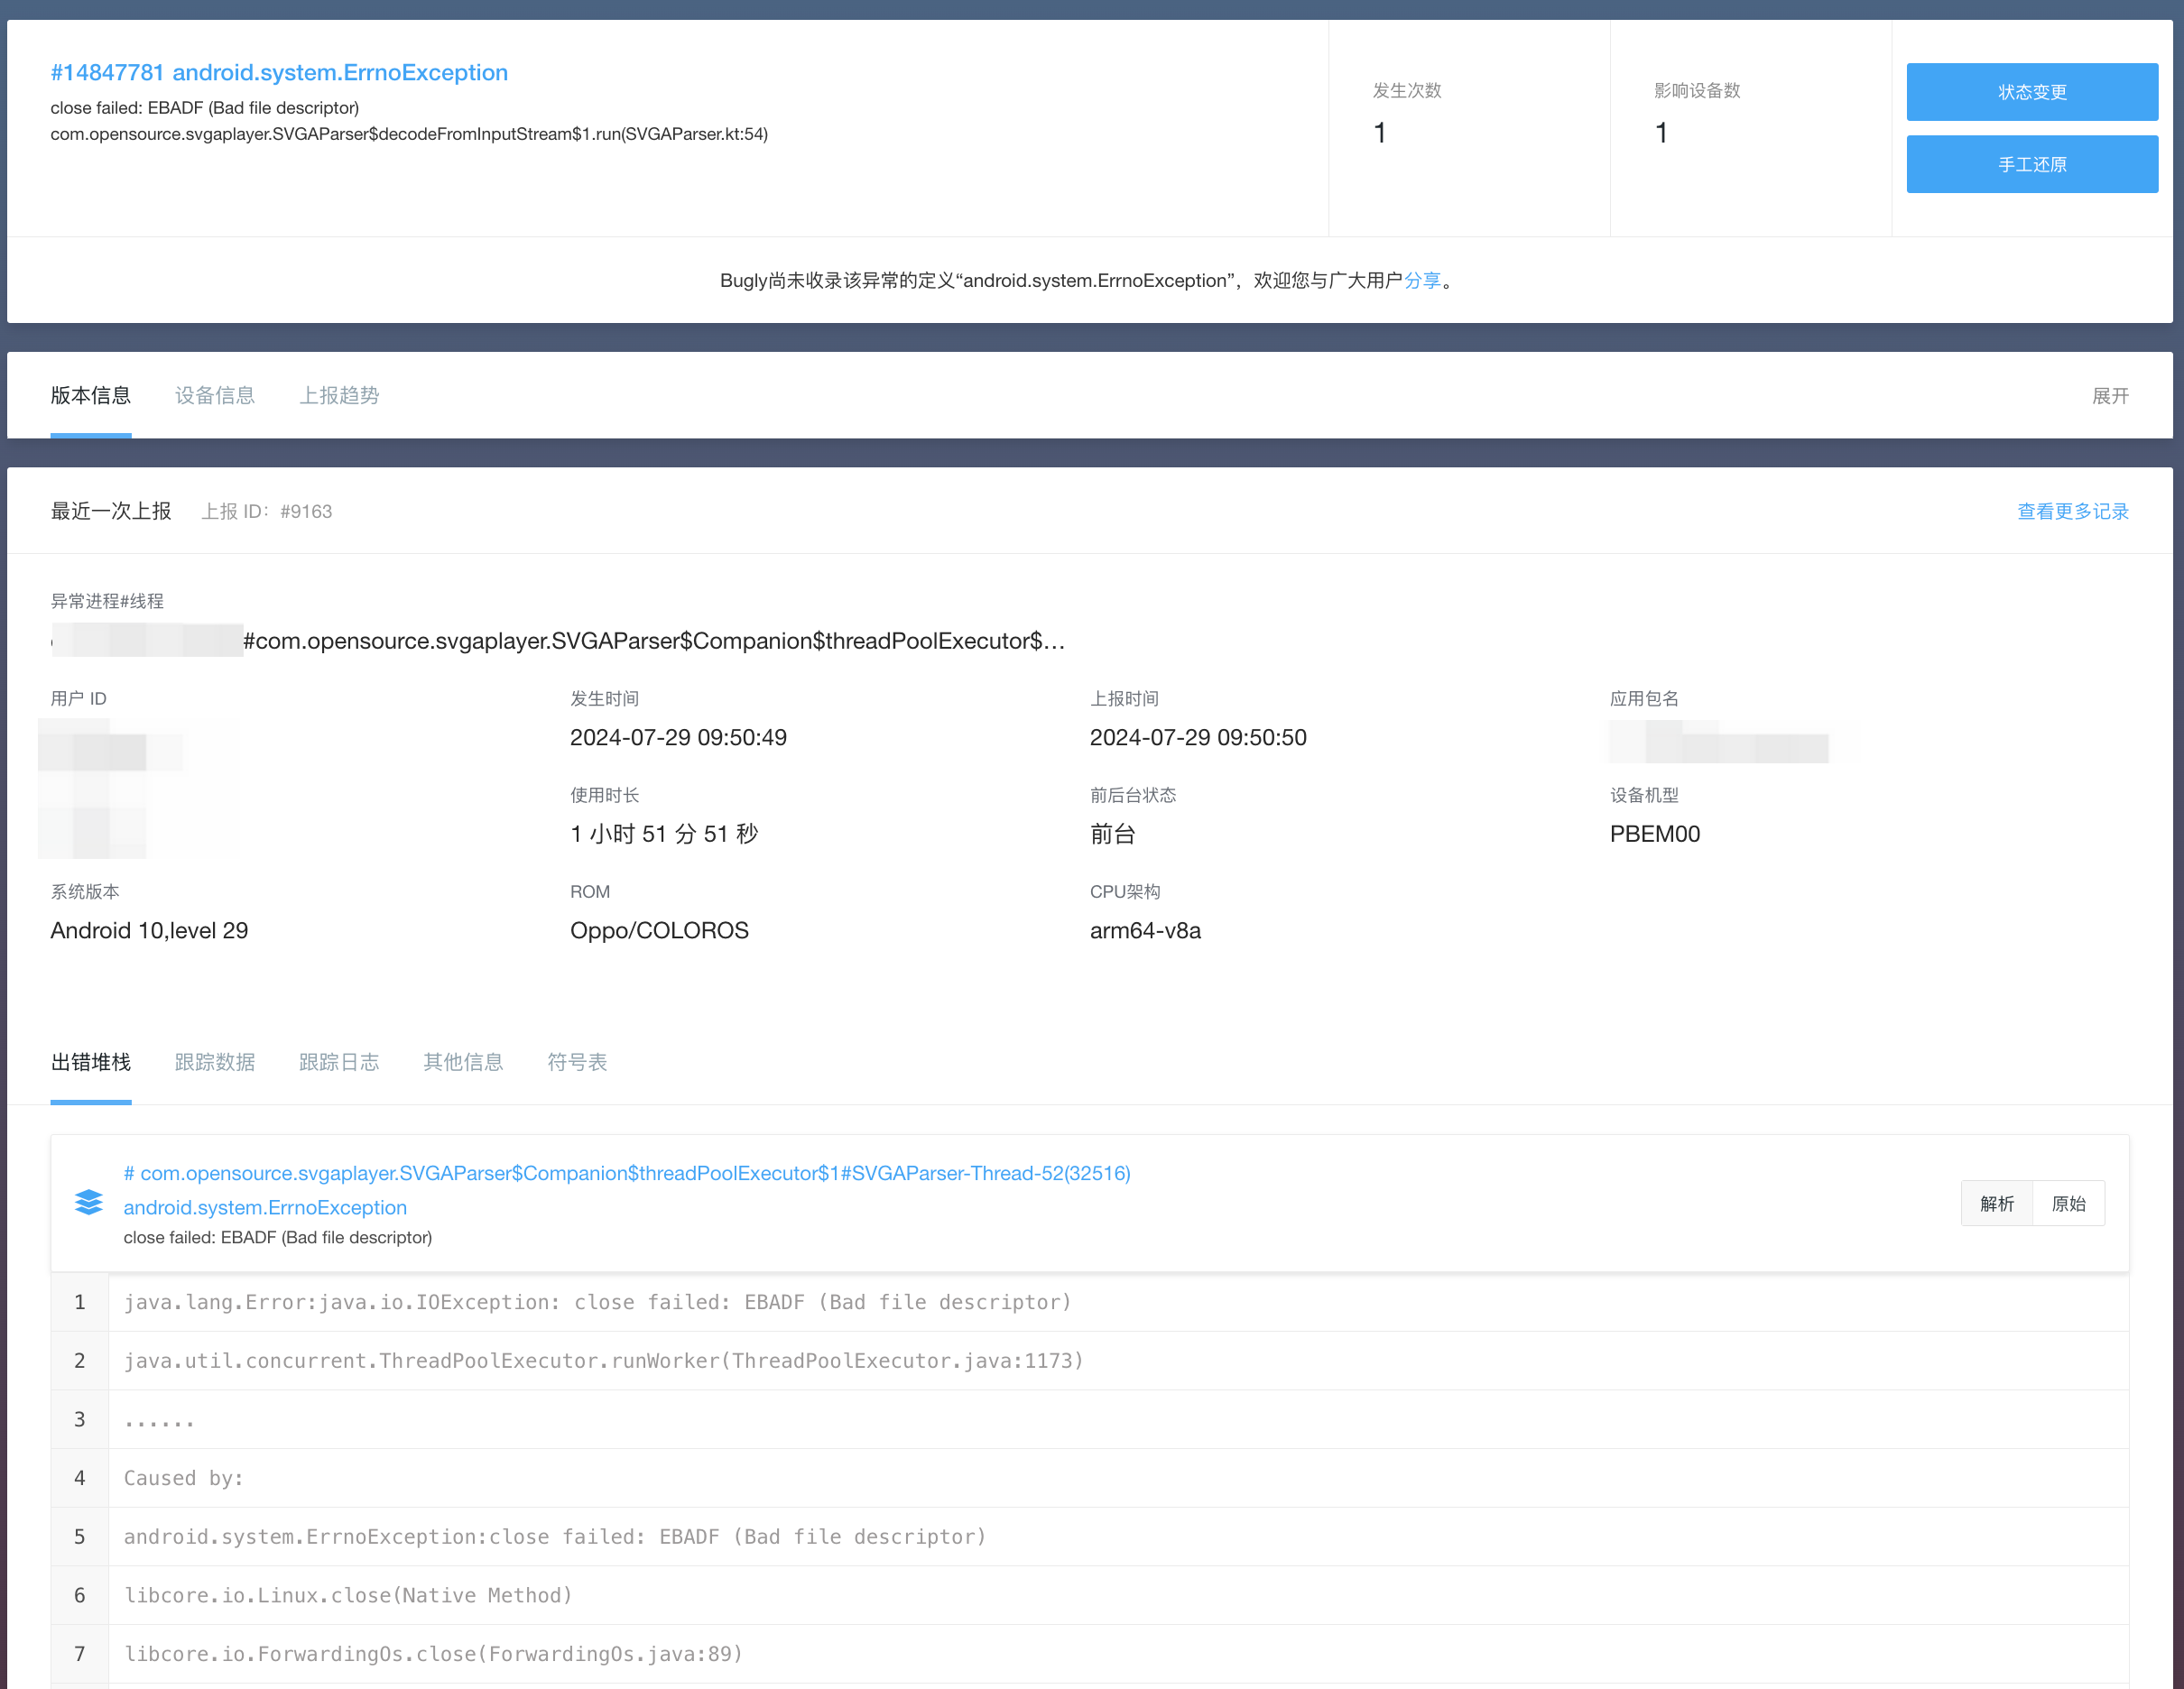 #14847781 android.system.ErrnoException
close failed: EBADF (Bad file descriptor)
com.opensource.svgaplayer.SVGAParser$decodeFromInputStream$1.run(SVGAParser.kt:54)
发生次数
1
影响设备数
1
状态变更
手工还原
Bugly尚未收录该异常的定义“android.system.ErrnoException”，欢迎您与广大用户分享。
版本信息 设备信息 上报趋势 展开
最近一次上报 上报 ID：#9163 查看更多记录
异常进程#线程
#com.opensource.svgaplayer.SVGAParser$Companion$threadPoolExecutor$...
用户 ID 发生时间 上报时间 应用包名
2024-07-29 09:50:49 2024-07-29 09:50:50
使用时长 前后台状态 设备机型
1 小时 51 分 51 秒 前台 PBEM00
系统版本 ROM CPU架构
Android 10,level 29 Oppo/COLOROS arm64-v8a
出错堆栈 跟踪数据 跟踪日志 其他信息 符号表
# com.opensource.svgaplayer.SVGAParser$Companion$threadPoolExecutor$1#SVGAParser-Thread-52(32516)
android.system.ErrnoException
close failed: EBADF (Bad file descriptor)
解析 原始
1 java.lang.Error:java.io.IOException: close failed: EBADF (Bad file descriptor)
2 java.util.concurrent.ThreadPoolExecutor.runWorker(ThreadPoolExecutor.java:1173)
3 ......
4 Caused by:
5 android.system.ErrnoException:close failed: EBADF (Bad file descriptor)
6 libcore.io.Linux.close(Native Method)
7 libcore.io.ForwardingOs.close(ForwardingOs.java:89)